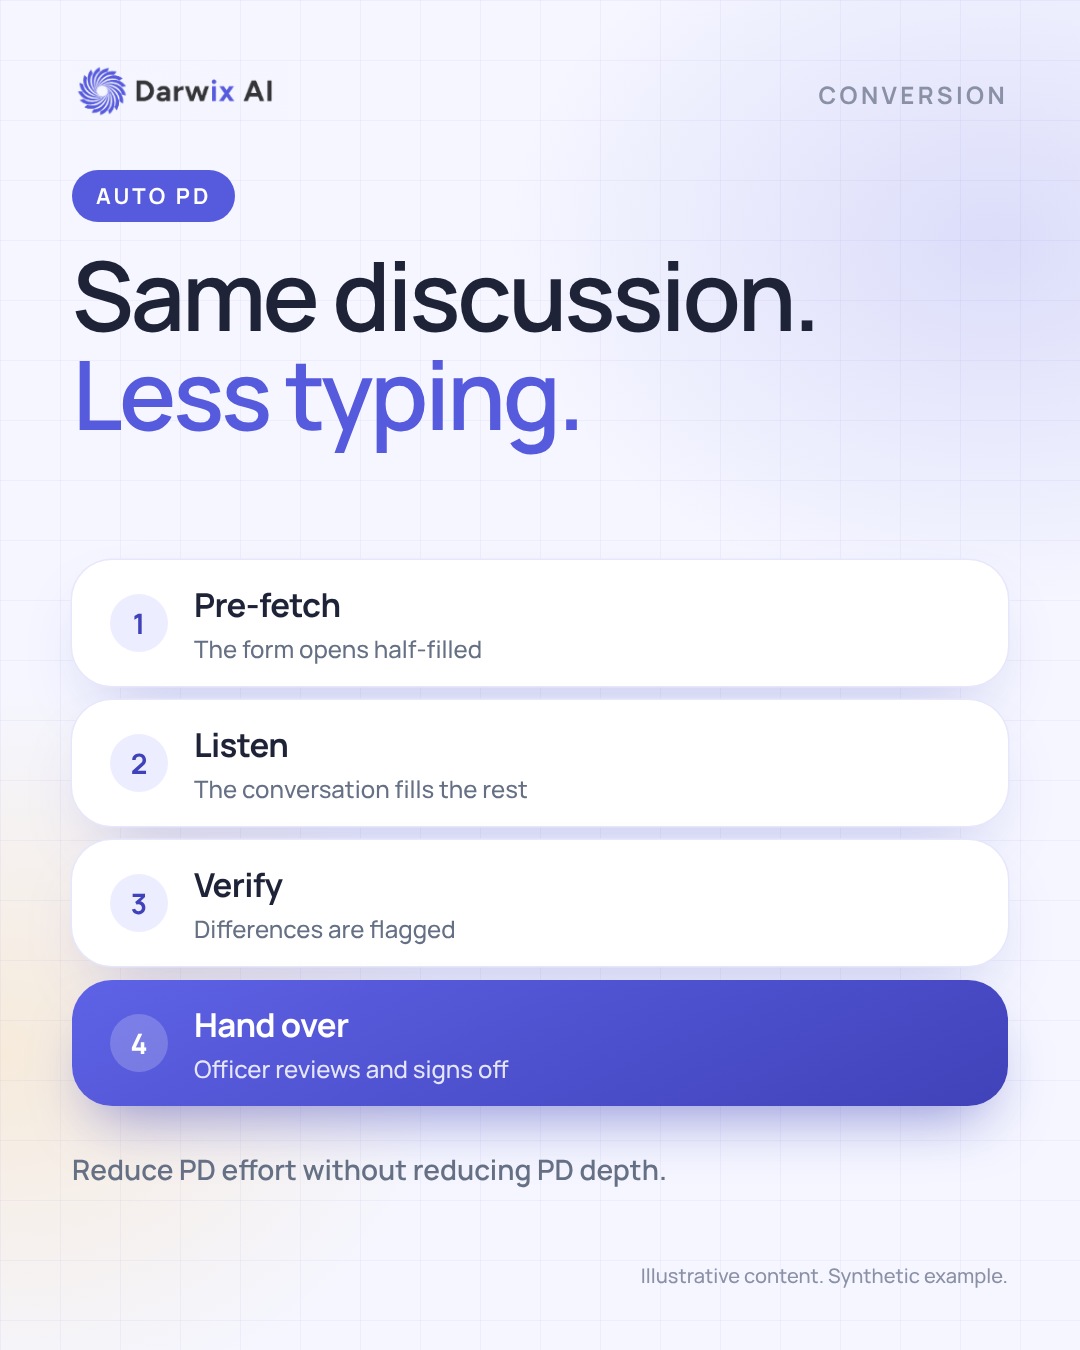 Darwix AI
CONVERSION
AUTO PD
Same discussion.
Less typing.
1
Pre-fetch
The form opens half-filled
2
Listen
The conversation fills the rest
3
Verify
Differences are flagged
4
Hand over
Officer reviews and signs off
Reduce PD effort without reducing PD depth.
Illustrative content. Synthetic example.